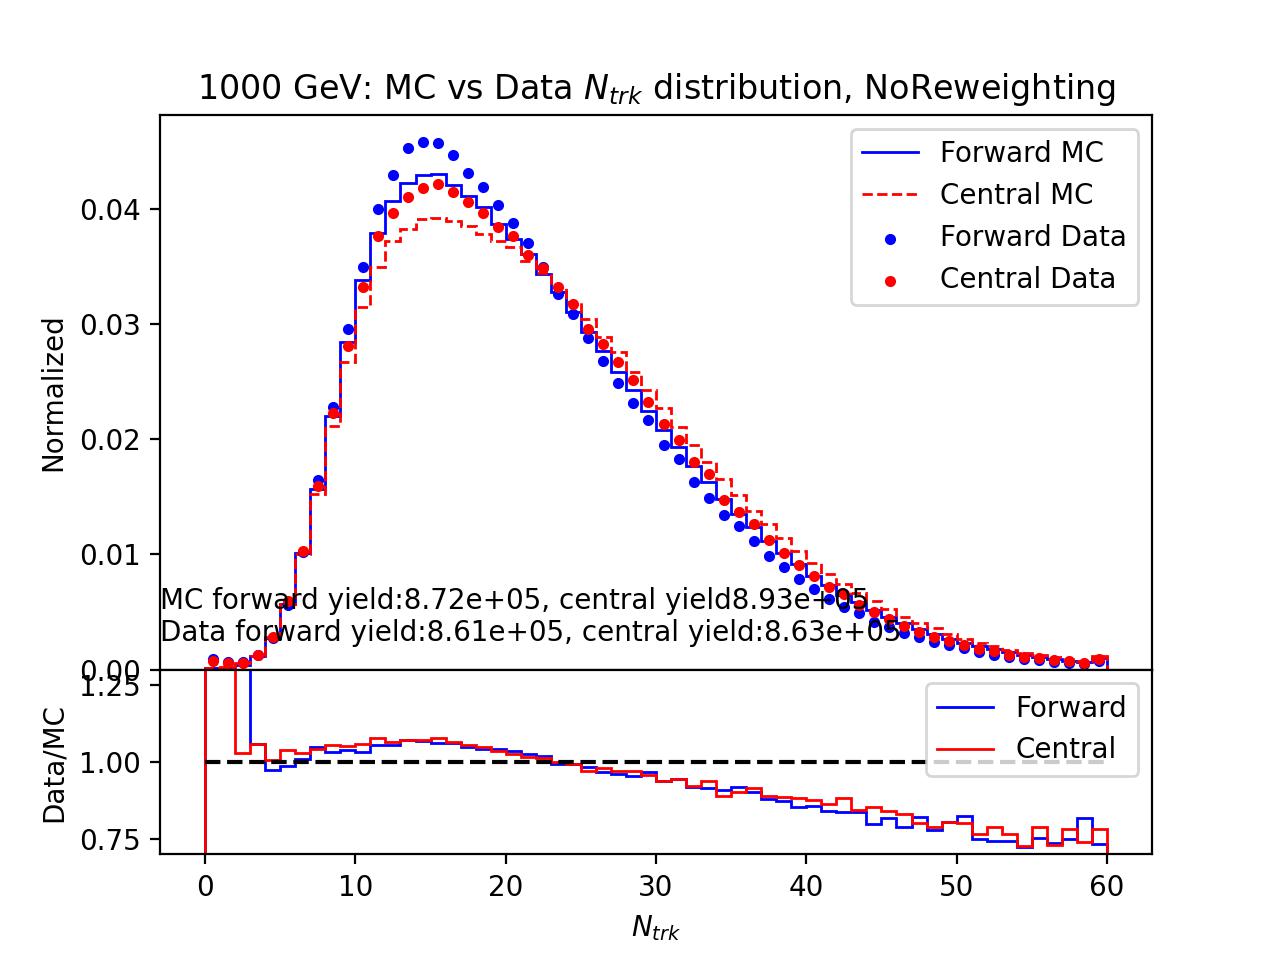 1000 GeV: MC vs Data N_trk distribution, NoReweighting
Forward MC
Central MC
Forward Data
Central Data
Normalized
0.04
0.03
0.02
0.01
0.00
MC forward yield:8.72e+05, central yield8.93e+05
Data forward yield:8.61e+05, central yield:8.63e+05
Forward
Central
Data/MC
1.25
1.00
0.75
0 10 20 30 40 50 60
N_trk